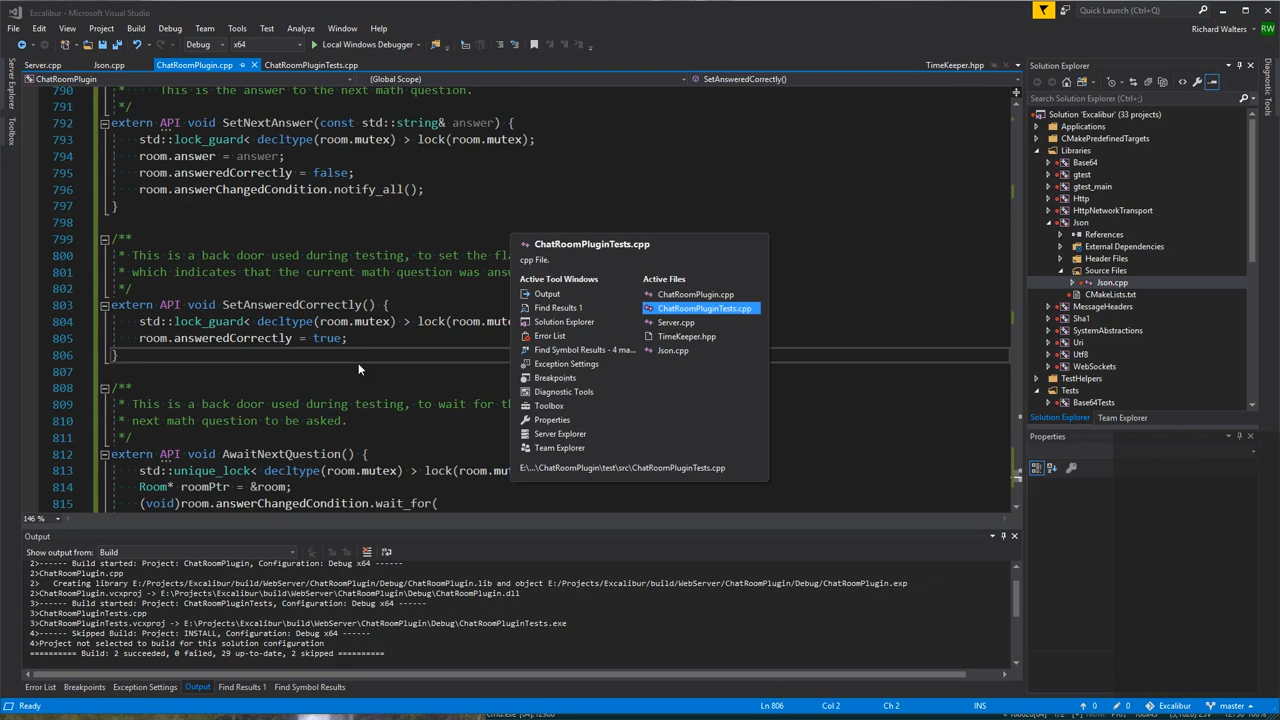 Excalibur - Microsoft Visual Studio
Quick Launch (Ctrl+Q)
File Edit View Project Build Debug Team Tools Test Analyze Window Help
Richard Walters RW
Debug x64 Local Windows Debugger
Server.cpp Json.cpp ChatRoomPlugin.cpp ChatRoomPluginTests.cpp TimeKeeper.hpp
ChatRoomPlugin (Global Scope) SetAnsweredCorrectly()
Server Explorer
Toolbox
790 * This is the answer to the next math question.
791 */
792 extern API void SetNextAnswer(const std::string& answer) {
793 std::lock_guard< decltype(room.mutex) > lock(room.mutex);
794 room.answer = answer;
795 room.answeredCorrectly = false;
796 room.answerChangedCondition.notify_all();
797 }
798
799 /**
800 * This is a back door used during testing, to set the fl
801 * which indicates that the current math question was ans
802 */
803 extern API void SetAnsweredCorrectly() {
804 std::lock_guard< decltype(room.mutex) > lock(room.mut
805 room.answeredCorrectly = true;
806 }
807
808 /**
809 * This is a back door used during testing, to wait for th
810 * next math question to be asked.
811 */
812 extern API void AwaitNextQuestion() {
813 std::unique_lock< decltype(room.mutex) > lock(room.mu
814 Room* roomPtr = &room;
815 (void)room.answerChangedCondition.wait_for(
146 %
ChatRoomPluginTests.cpp
cpp File.
Active Tool Windows
Output
Find Results 1
Solution Explorer
Error List
Find Symbol Results - 4 ma...
Exception Settings
Breakpoints
Diagnostic Tools
Toolbox
Properties
Server Explorer
Team Explorer
Active Files
ChatRoomPlugin.cpp
ChatRoomPluginTests.cpp
Server.cpp
TimeKeeper.hpp
Json.cpp
E:\...\ChatRoomPlugin\test\src\ChatRoomPluginTests.cpp
Solution Explorer
Search Solution Explorer (Ctrl+;)
Solution 'Excalibur' (33 projects)
Applications
CMakePredefinedTargets
Libraries
Base64
gtest
gtest_main
Http
HttpNetworkTransport
Json
References
External Dependencies
Header Files
Source Files
Json.cpp
CMakeLists.txt
MessageHeaders
Sha1
SystemAbstractions
Uri
Utf8
WebSockets
TestHelpers
Tests
Base64Tests
Solution Explorer Team Explorer
Properties
Diagnostic Tools
Output
Show output from: Build
2>------ Build started: Project: ChatRoomPlugin, Configuration: Debug x64 ------
2>ChatRoomPlugin.cpp
2> Creating library E:/Projects/Excalibur/build/WebServer/ChatRoomPlugin/Debug/ChatRoomPlugin.lib and object E:/Projects/Excalibur/build/WebServer/ChatRoomPlugin/Debug/ChatRoomPlugin.exp
2>ChatRoomPlugin.vcxproj -> E:\Projects\Excalibur\build\WebServer\ChatRoomPlugin\Debug\ChatRoomPlugin.dll
3>------ Build started: Project: ChatRoomPluginTests, Configuration: Debug x64 ------
3>ChatRoomPluginTests.cpp
3>ChatRoomPluginTests.vcxproj -> E:\Projects\Excalibur\build\WebServer\ChatRoomPlugin\Debug\ChatRoomPluginTests.exe
4>------ Skipped Build: Project: INSTALL, Configuration: Debug x64 ------
4>Project not selected to build for this solution configuration
========== Build: 2 succeeded, 0 failed, 29 up-to-date, 2 skipped ==========
Error List Breakpoints Exception Settings Output Find Results 1 Find Symbol Results
Ready Ln 806 Col 2 Ch 2 INS 0 0 Excalibur master